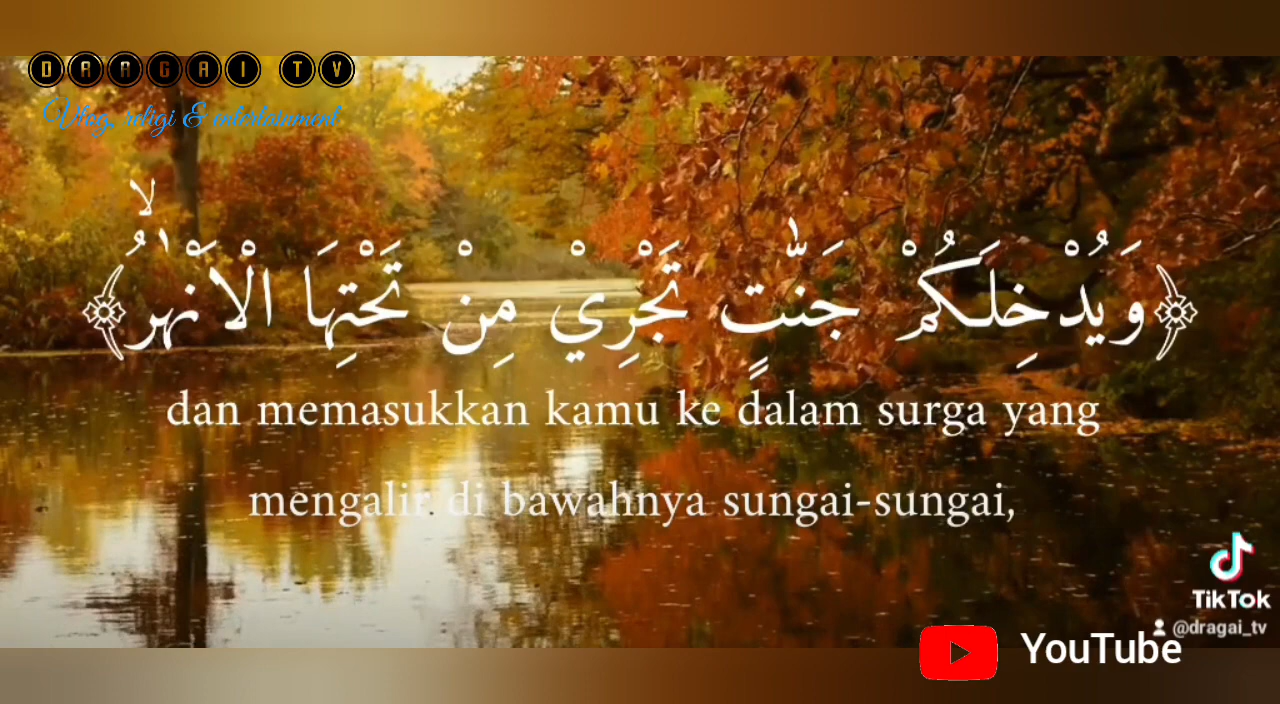 DRAGAI TV
Vlog, religi & entertainment
﴿وَيُدْخِلَكُمْ جَنّٰتٍ تَجْرِيْ مِنْ تَحْتِهَا الْاَنْهٰرُۙ﴾
dan memasukkan kamu ke dalam surga yang
mengalir di bawahnya sungai-sungai,
TikTok
@dragai_tv
YouTube